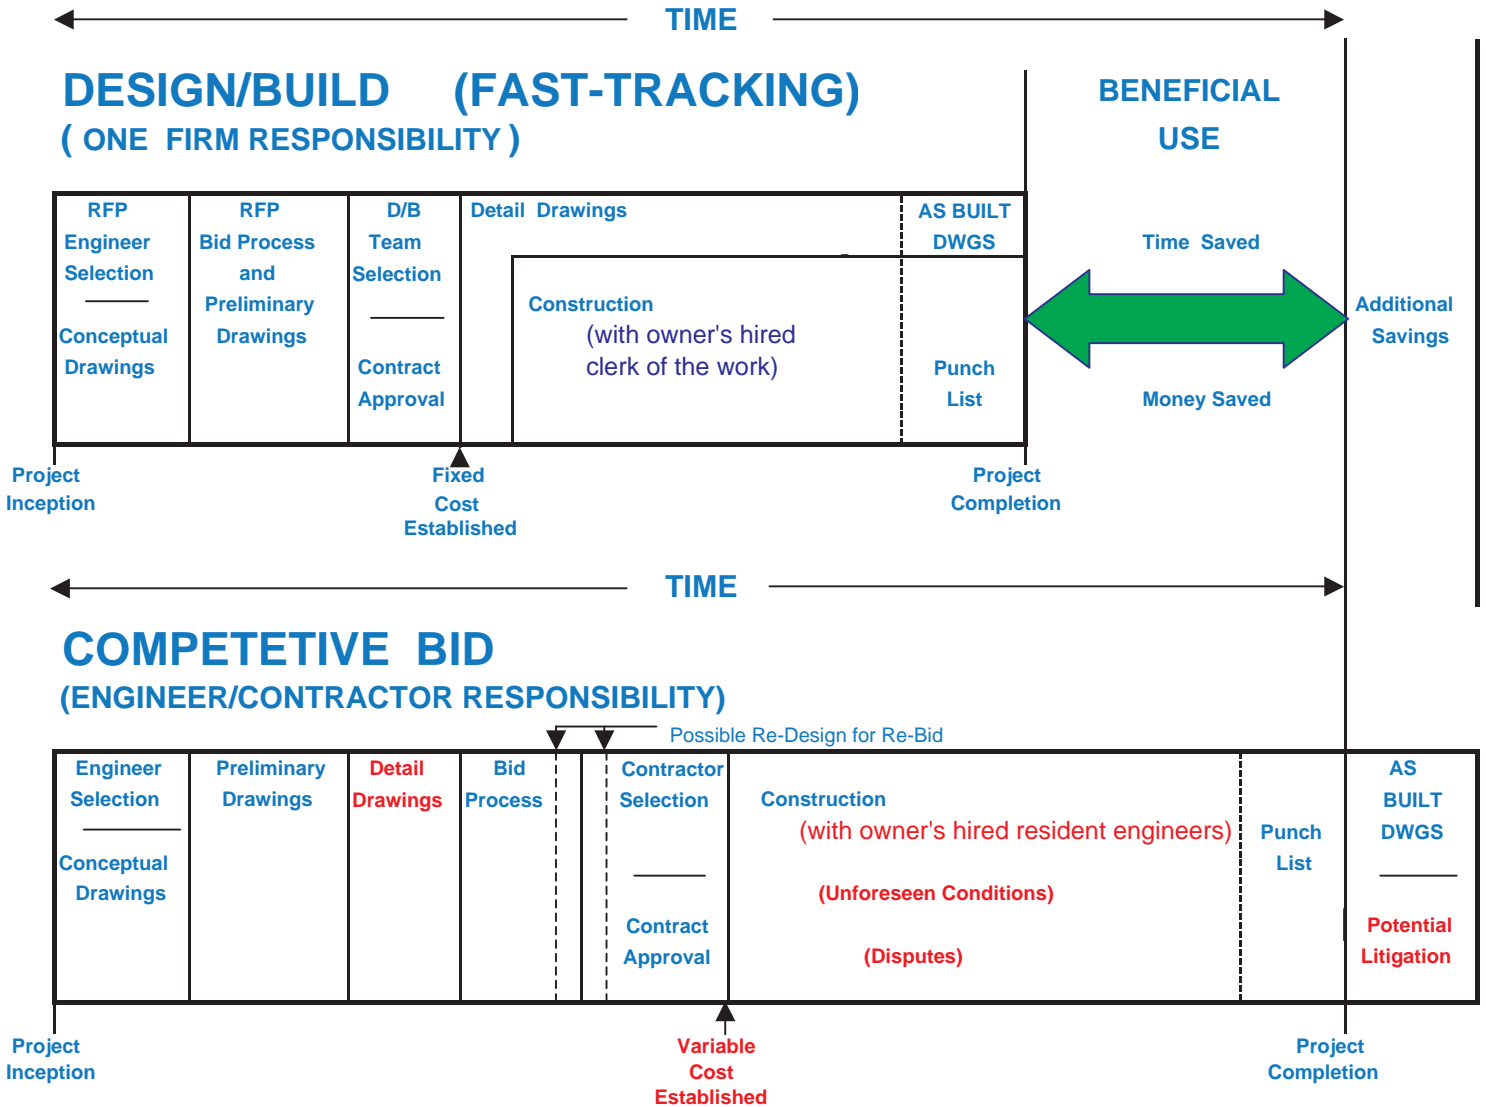 TIME
DESIGN/BUILD (FAST-TRACKING)
( ONE FIRM RESPONSIBILITY )
BENEFICIAL
USE
RFP
Engineer
Selection
Conceptual
Drawings
RFP
Bid Process
and
Preliminary
Drawings
D/B
Team
Selection
Contract
Approval
Detail Drawings
Construction
(with owner's hired
clerk of the work)
AS BUILT
DWGS
Punch
List
Time Saved
Money Saved
Additional
Savings
Project
Inception
Fixed
Cost
Established
Project
Completion
TIME
COMPETETIVE BID
(ENGINEER/CONTRACTOR RESPONSIBILITY)
Possible Re-Design for Re-Bid
Engineer
Selection
Conceptual
Drawings
Preliminary
Drawings
Detail
Drawings
Bid
Process
Contractor
Selection
Contract
Approval
Construction
(with owner's hired resident engineers)
(Unforeseen Conditions)
(Disputes)
Punch
List
AS
BUILT
DWGS
Potential
Litigation
Project
Inception
Variable
Cost
Established
Project
Completion